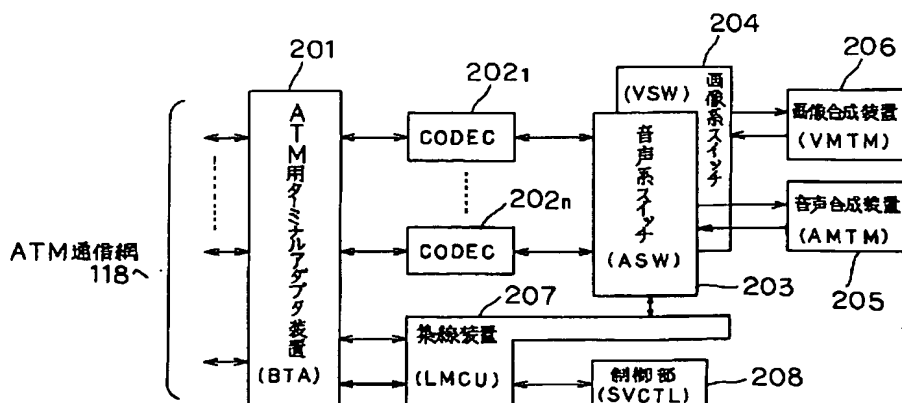 201
202₁
204
206
ATM用ターミナルアダプタ装置
(BTA)
CODEC
202n
CODEC
画像系スイッチ
(VSW)
音声系スイッチ
(ASW)
203
画像合成装置
(VMTM)
音声合成装置
(AMTM)
205
ATM通信網
118へ
207
集線装置
(LMCU)
制御部
(SVCTL)
208